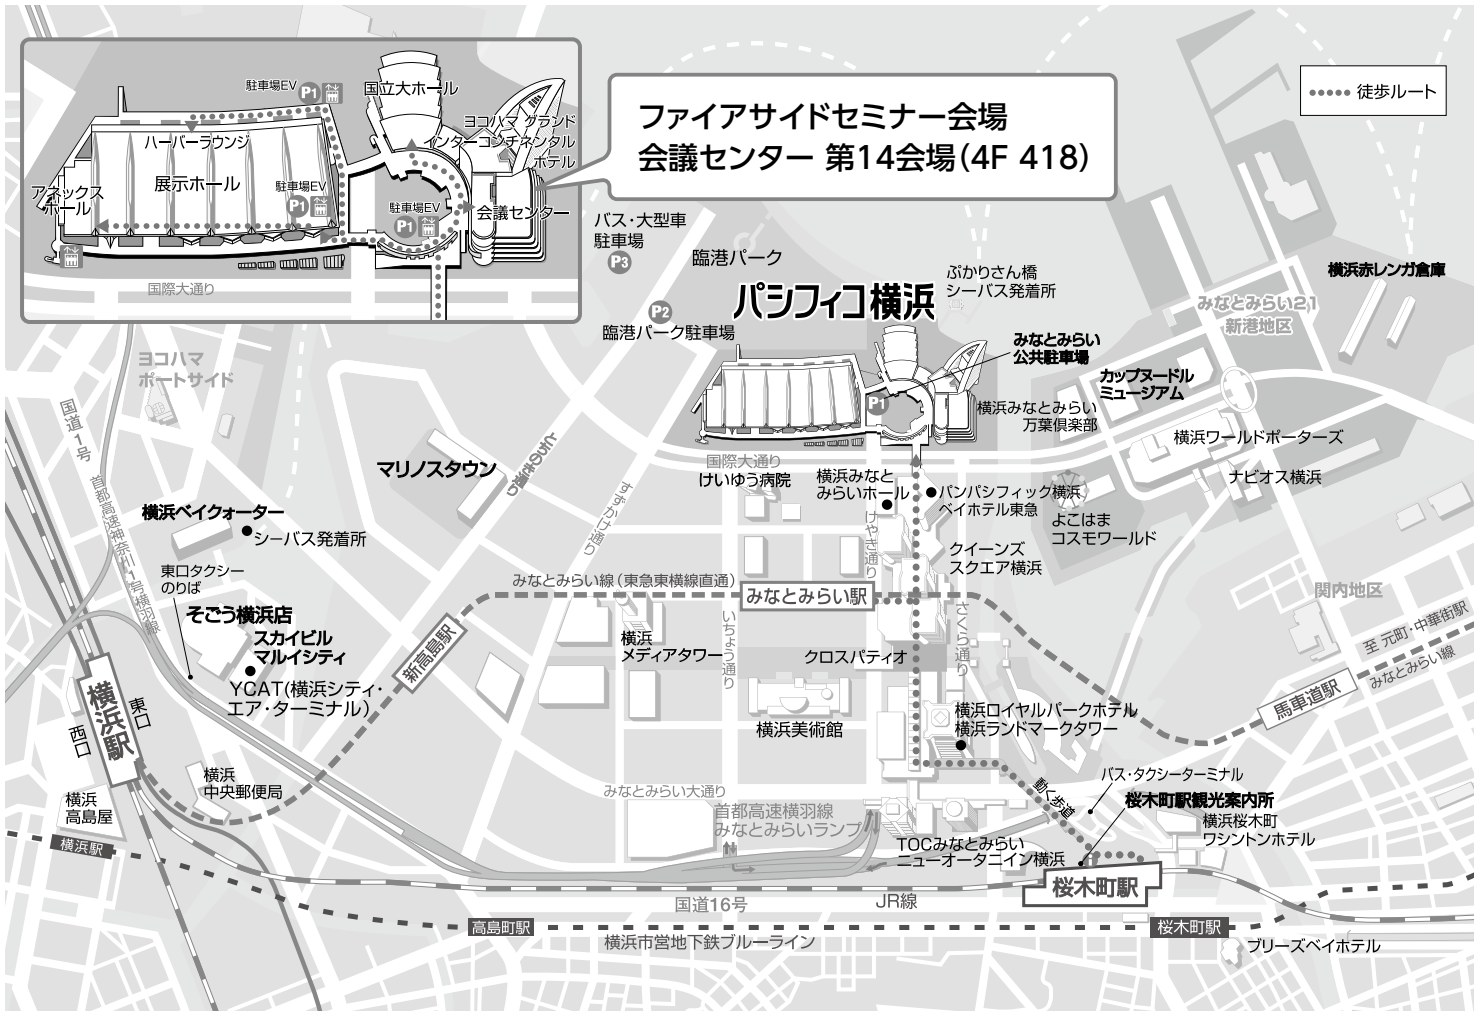 ファイアサイドセミナー会場
会議センター 第14会場(4F 418)
徒歩ルート
駐車場EV
P1
国立大ホール
ヨコハマ グランド
インターコンチネンタル
ホテル
ハーバーラウンジ
展示ホール
アネックス
ホール
駐車場EV
P1
駐車場EV
P1
会議センター
国際大通り
バス・大型車
駐車場
P3
臨港パーク
ぷかりさん橋
シーバス発着所
パシフィコ横浜
P2
臨港パーク駐車場
みなとみらい
公共駐車場
横浜赤レンガ倉庫
みなとみらい21
新港地区
カップヌードル
ミュージアム
P1
横浜みなとみらい
万葉倶楽部
横浜ワールドポーターズ
ナビオス横浜
ヨコハマ
ポートサイド
国道1号
首都高速神奈川1号横羽線
マリノスタウン
とちのき通り
すずかけ通り
国際大通り
けいゆう病院
横浜みなと
みらいホール
パンパシフィック横浜
ベイホテル東急
よこはま
コスモワールド
けやき通り
クイーンズ
スクエア横浜
横浜ベイクォーター
シーバス発着所
東口タクシー
のりば
そごう横浜店
スカイビル
マルイシティ
YCAT(横浜シティ・
エア・ターミナル)
みなとみらい線(東急東横線直通)
みなとみらい駅
新高島駅
横浜
メディアタワー
いちょう通り
クロスパティオ
さくら通り
関内地区
至 元町・中華街駅
みなとみらい線
馬車道駅
横浜駅
東口
西口
横浜美術館
横浜ロイヤルパークホテル
横浜ランドマークタワー
横浜
中央郵便局
横浜
高島屋
みなとみらい大通り
首都高速横羽線
みなとみらいランプ
動く歩道
バス・タクシーターミナル
桜木町駅観光案内所
横浜桜木町
ワシントンホテル
TOCみなとみらい
ニューオータニイン横浜
横浜駅
桜木町駅
国道16号
JR線
高島町駅
横浜市営地下鉄ブルーライン
桜木町駅
ブリーズベイホテル